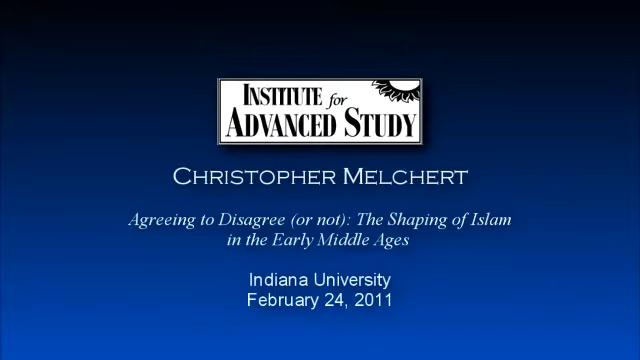 INSTITUTE for
ADVANCED STUDY
CHRISTOPHER MELCHERT
Agreeing to Disagree (or not): The Shaping of Islam
in the Early Middle Ages
Indiana University
February 24, 2011